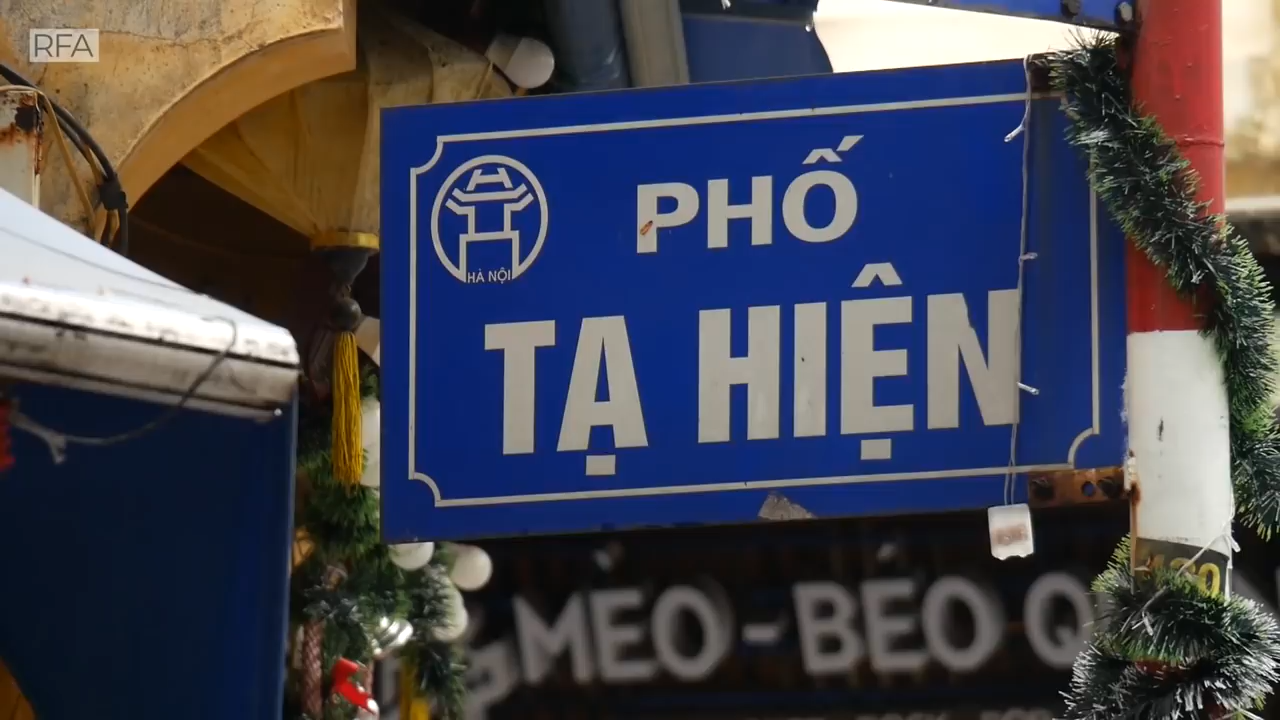 RFA
PHỐ
HÀ NỘI
TẠ HIỆN
MEO - BEO